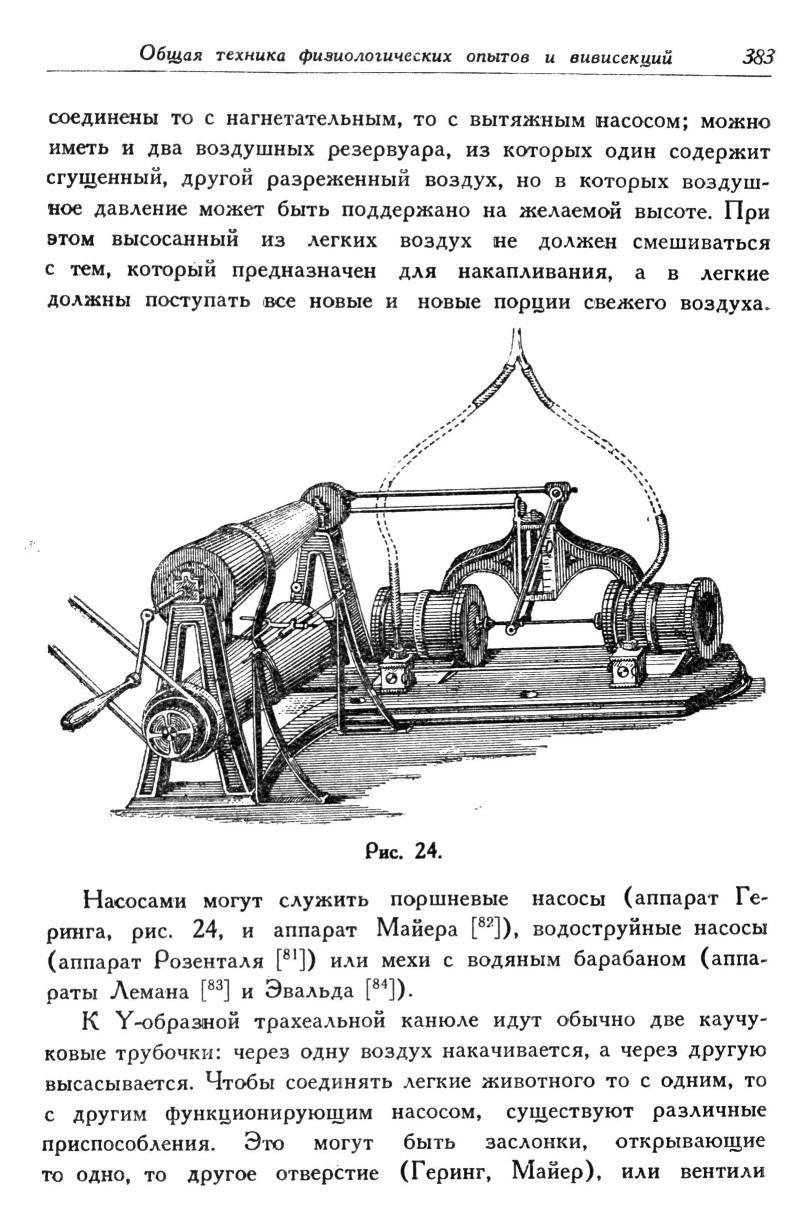 Общая техника физиологических опытов и вивисекций 383
соединены то с нагнетательным, то с вытяжным насосом; можно
иметь и два воздушных резервуара, из которых один содержит
сгущенный, другой разреженный воздух, но в которых воздуш-
ное давление может быть поддержано на желаемой высоте. При
этом высосанный из легких воздух не должен смешиваться
с тем, который предназначен для накапливания, а в легкие
должны поступать все новые и новые порции свежего воздуха.
Рис. 24.
Насосами могут служить поршневые насосы (аппарат Ге-
ринга, рис. 24, и аппарат Майера [82]), водоструйные насосы
(аппарат Розенталя [81]) или мехи с водяным барабаном (аппа-
раты Лемана [83] и Эвальда [84]).
К Y-образной трахеальной канюле идут обычно две каучу-
ковые трубочки: через одну воздух накачивается, а через другую
высасывается. Чтобы соединять легкие животного то с одним, то
с другим функционирующим насосом, существуют различные
приспособления. Это могут быть заслонки, открывающие
то одно, то другое отверстие (Геринг, Майер), или вентили